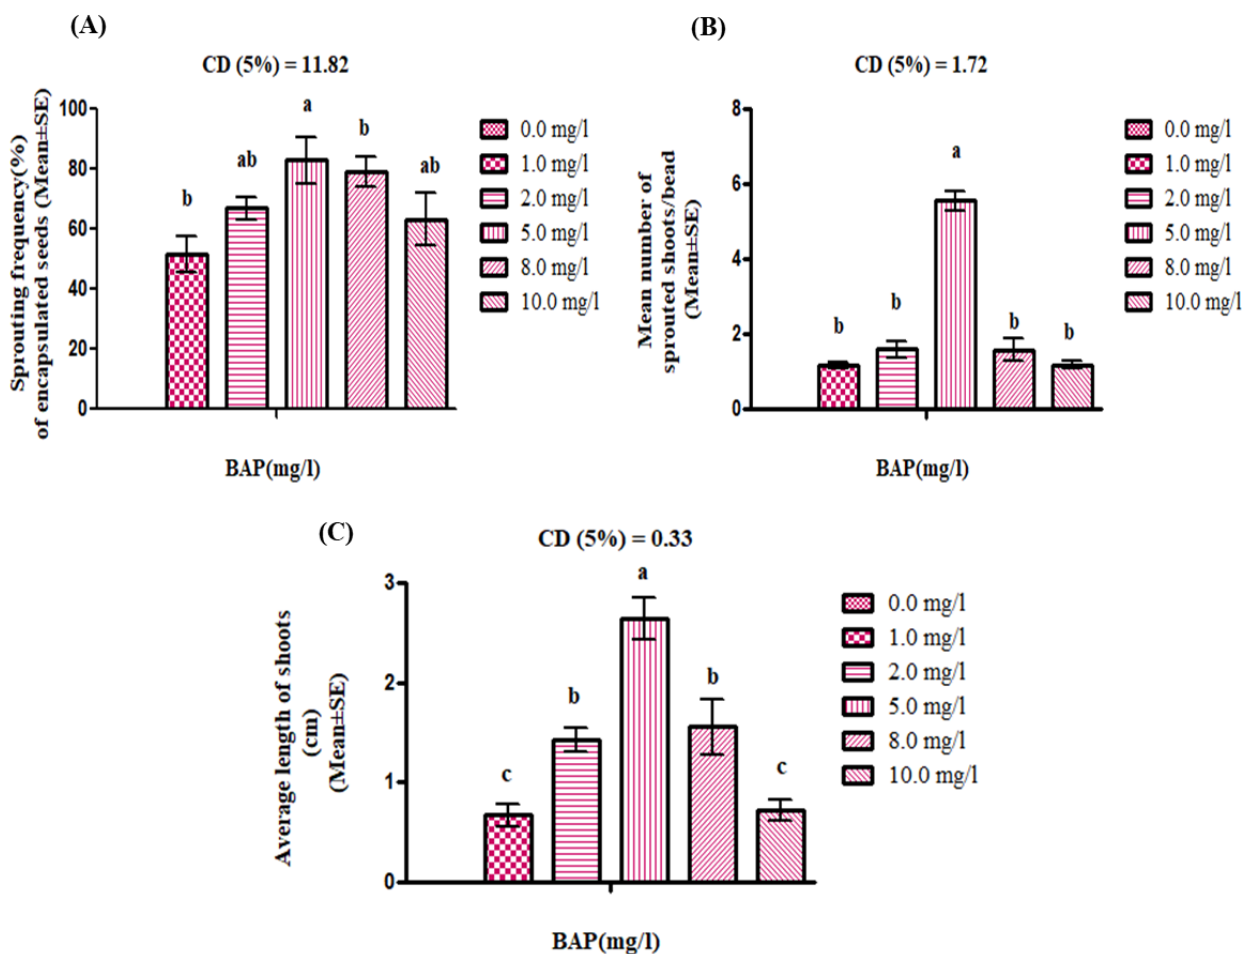 (A)
CD (5%) = 11.82
Sprouting frequency(%)
of encapsulated seeds (Mean±SE)
100
80
60
40
20
0
b
ab
a
b
ab
BAP(mg/l)
0.0 mg/l
1.0 mg/l
2.0 mg/l
5.0 mg/l
8.0 mg/l
10.0 mg/l
(B)
CD (5%) = 1.72
Mean number of
sprouted shoots/bead
(Mean±SE)
8
6
4
2
0
b
b
a
b
b
BAP(mg/l)
0.0 mg/l
1.0 mg/l
2.0 mg/l
5.0 mg/l
8.0 mg/l
10.0 mg/l
(C)
CD (5%) = 0.33
Average length of shoots
(cm)
(Mean±SE)
3
2
1
0
c
b
a
b
c
BAP(mg/l)
0.0 mg/l
1.0 mg/l
2.0 mg/l
5.0 mg/l
8.0 mg/l
10.0 mg/l